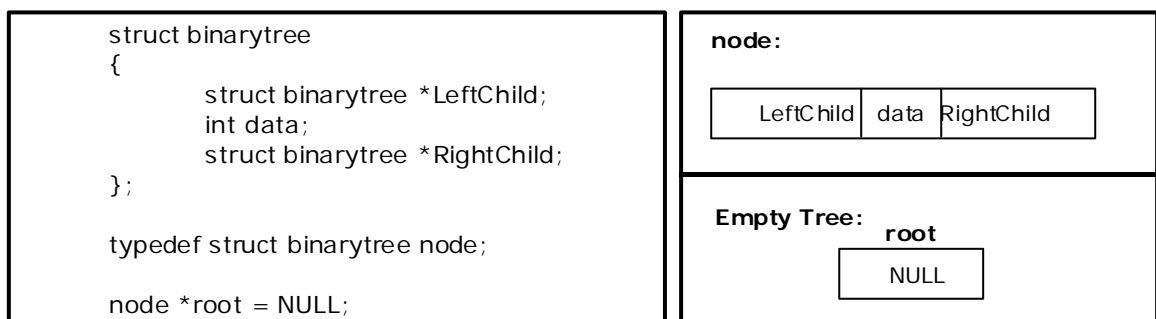 struct binarytree
{
struct binarytree *LeftChild;
int data;
struct binarytree *RightChild;
};
typedef struct binarytree node;
node *root = NULL;
node:
LeftChild data RightChild
Empty Tree:
root
NULL